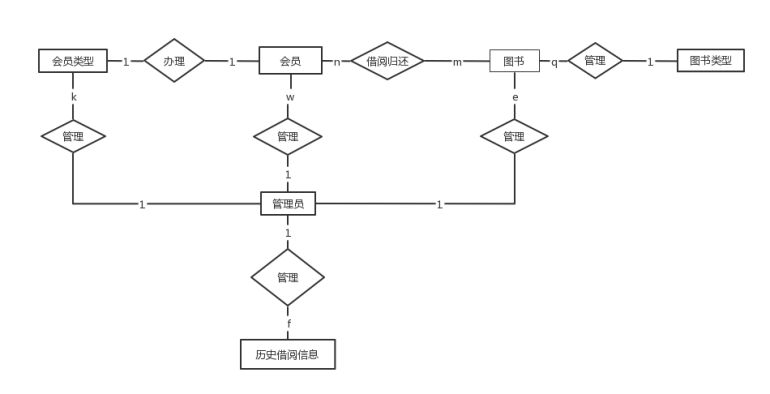 会员类型
1
办理
1
会员
n
借阅归还
m
图书
q
管理
1
图书类型
k
w
e
管理
管理
管理
1
1
管理员
1
1
管理
f
历史借阅信息